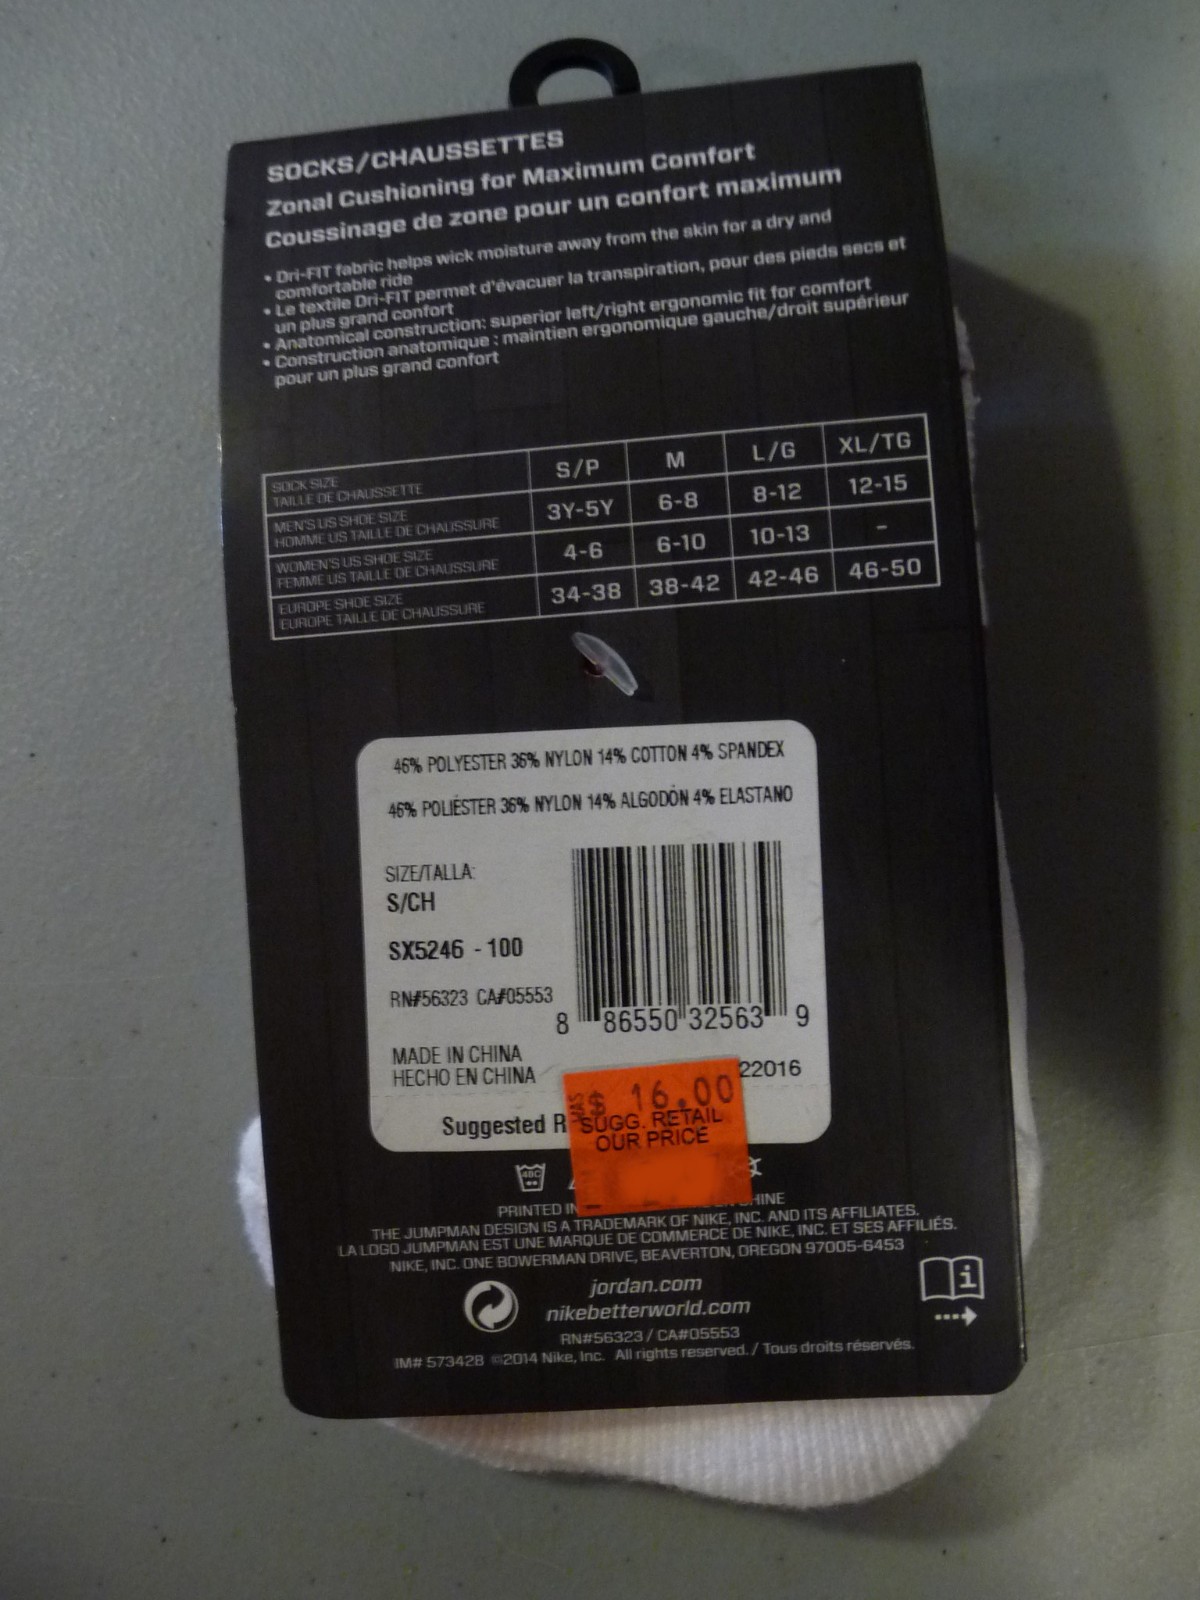 SOCKS/CHAUSSETTES
Zonal Cushioning for Maximum Comfort
Coussinage de zone pour un confort maximum
• Dri-FIT fabric helps wick moisture away from the skin for a dry and
comfortable ride
• Le textile Dri-FIT permet d'évacuer la transpiration, pour des pieds secs et
un plus grand confort
• Anatomical construction: superior left/right ergonomic fit for comfort
• Construction anatomique : maintien ergonomique gauche/droit supérieur
pour un plus grand confort
SOCK SIZE
TAILLE DE CHAUSSETTE
S/P M L/G XL/TG
MEN'S US SHOE SIZE
HOMME US TAILLE DE CHAUSSURE
3Y-5Y 6-8 8-12 12-15
WOMEN'S US SHOE SIZE
FEMME US TAILLE DE CHAUSSURE
4-6 6-10 10-13 -
EUROPE SHOE SIZE
EUROPE TAILLE DE CHAUSSURE
34-38 38-42 42-46 46-50
46% POLYESTER 36% NYLON 14% COTTON 4% SPANDEX
46% POLIÉSTER 36% NYLON 14% ALGODÓN 4% ELASTANO
SIZE/TALLA:
S/CH
SX5246 - 100
RN#56323 CA#05553
8 86550 32563 9
MADE IN CHINA
HECHO EN CHINA
22016
Suggested R
$ 16.00
SUGG. RETAIL
OUR PRICE
40C
PRINTED IN
HINE
THE JUMPMAN DESIGN IS A TRADEMARK OF NIKE, INC. AND ITS AFFILIATES.
LA LOGO JUMPMAN EST UNE MARQUE DE COMMERCE DE NIKE, INC. ET SES AFFILIÉS.
NIKE, INC. ONE BOWERMAN DRIVE, BEAVERTON, OREGON 97005-6453
jordan.com
nikebetterworld.com
RN#56323 / CA#05553
IM# 573428 ©2014 Nike, Inc. All rights reserved. / Tous droits réservés.